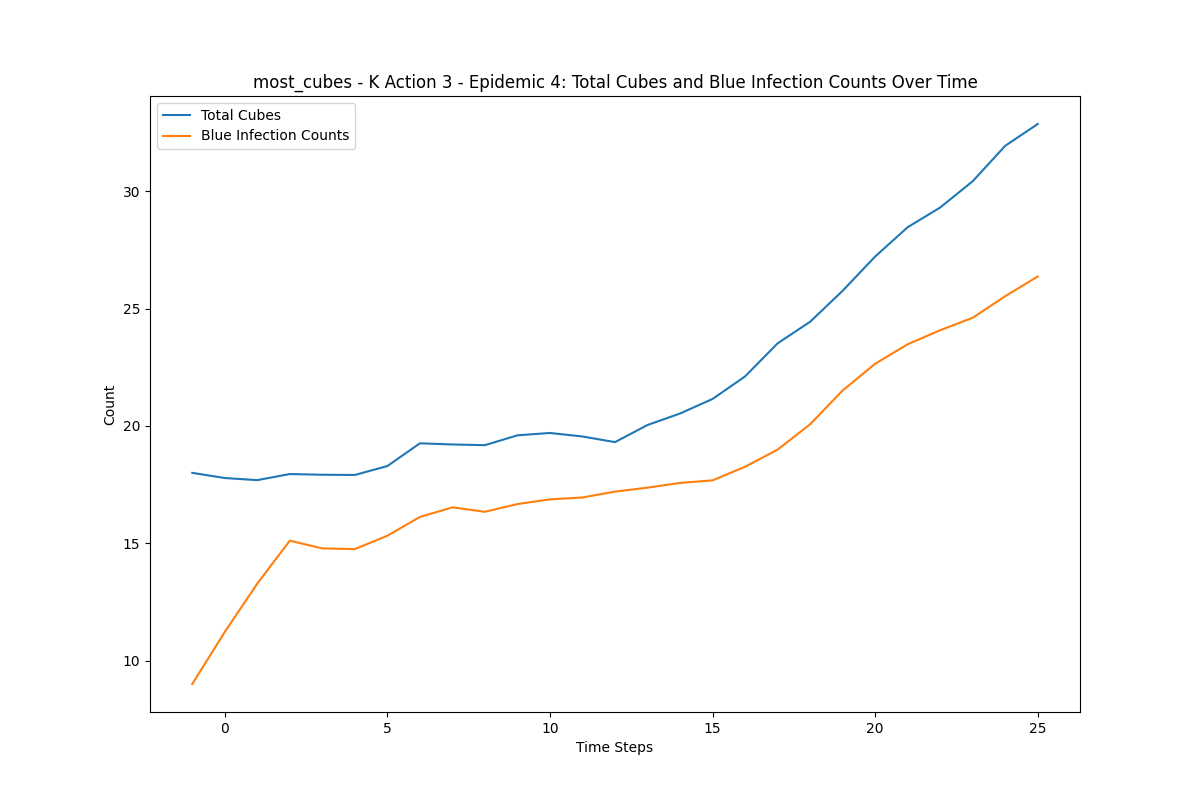 most_cubes - K Action 3 - Epidemic 4: Total Cubes and Blue Infection Counts Over Time
Total Cubes
Blue Infection Counts
30
25
20
15
10
Count
0 5 10 15 20 25
Time Steps